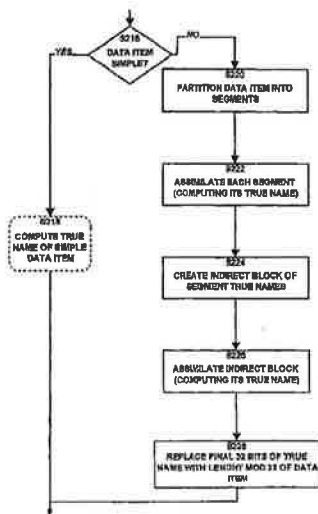 S216
DATA ITEM
SIMPLE?
YES
NO
S220
PARTITION DATA ITEM INTO
SEGMENTS
S222
ASSIMILATE EACH SEGMENT
(COMPUTING ITS TRUE NAME)
S218
COMPUTE TRUE
NAME OF SIMPLE
DATA ITEM
S224
CREATE INDIRECT BLOCK OF
SEGMENT TRUE NAMES
S226
ASSIMILATE INDIRECT BLOCK
(COMPUTING ITS TRUE NAME)
S228
REPLACE FINAL 32 BITS OF TRUE
NAME WITH LENGHT MOD 32 OF DATA
ITEM